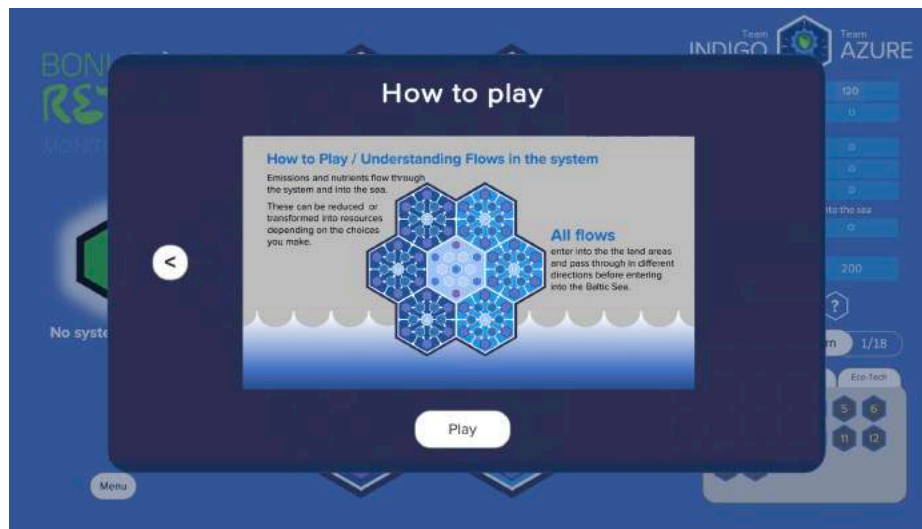 How to play
How to Play / Understanding Flows in the system
Emissions and nutrients flow through
the system and into the sea.
These can be reduced or
transformed into resources
depending on the choices
you make.
All flows
enter into the the land areas
and pass through in different
directions before entering
into the Baltic Sea.
<
Play
No syste
Menu
Team
INDIGO
Team
AZURE
120
0
0
0
0
to the sea
0
200
?
rn
1/18
Eco-Tech
5
6
11
12